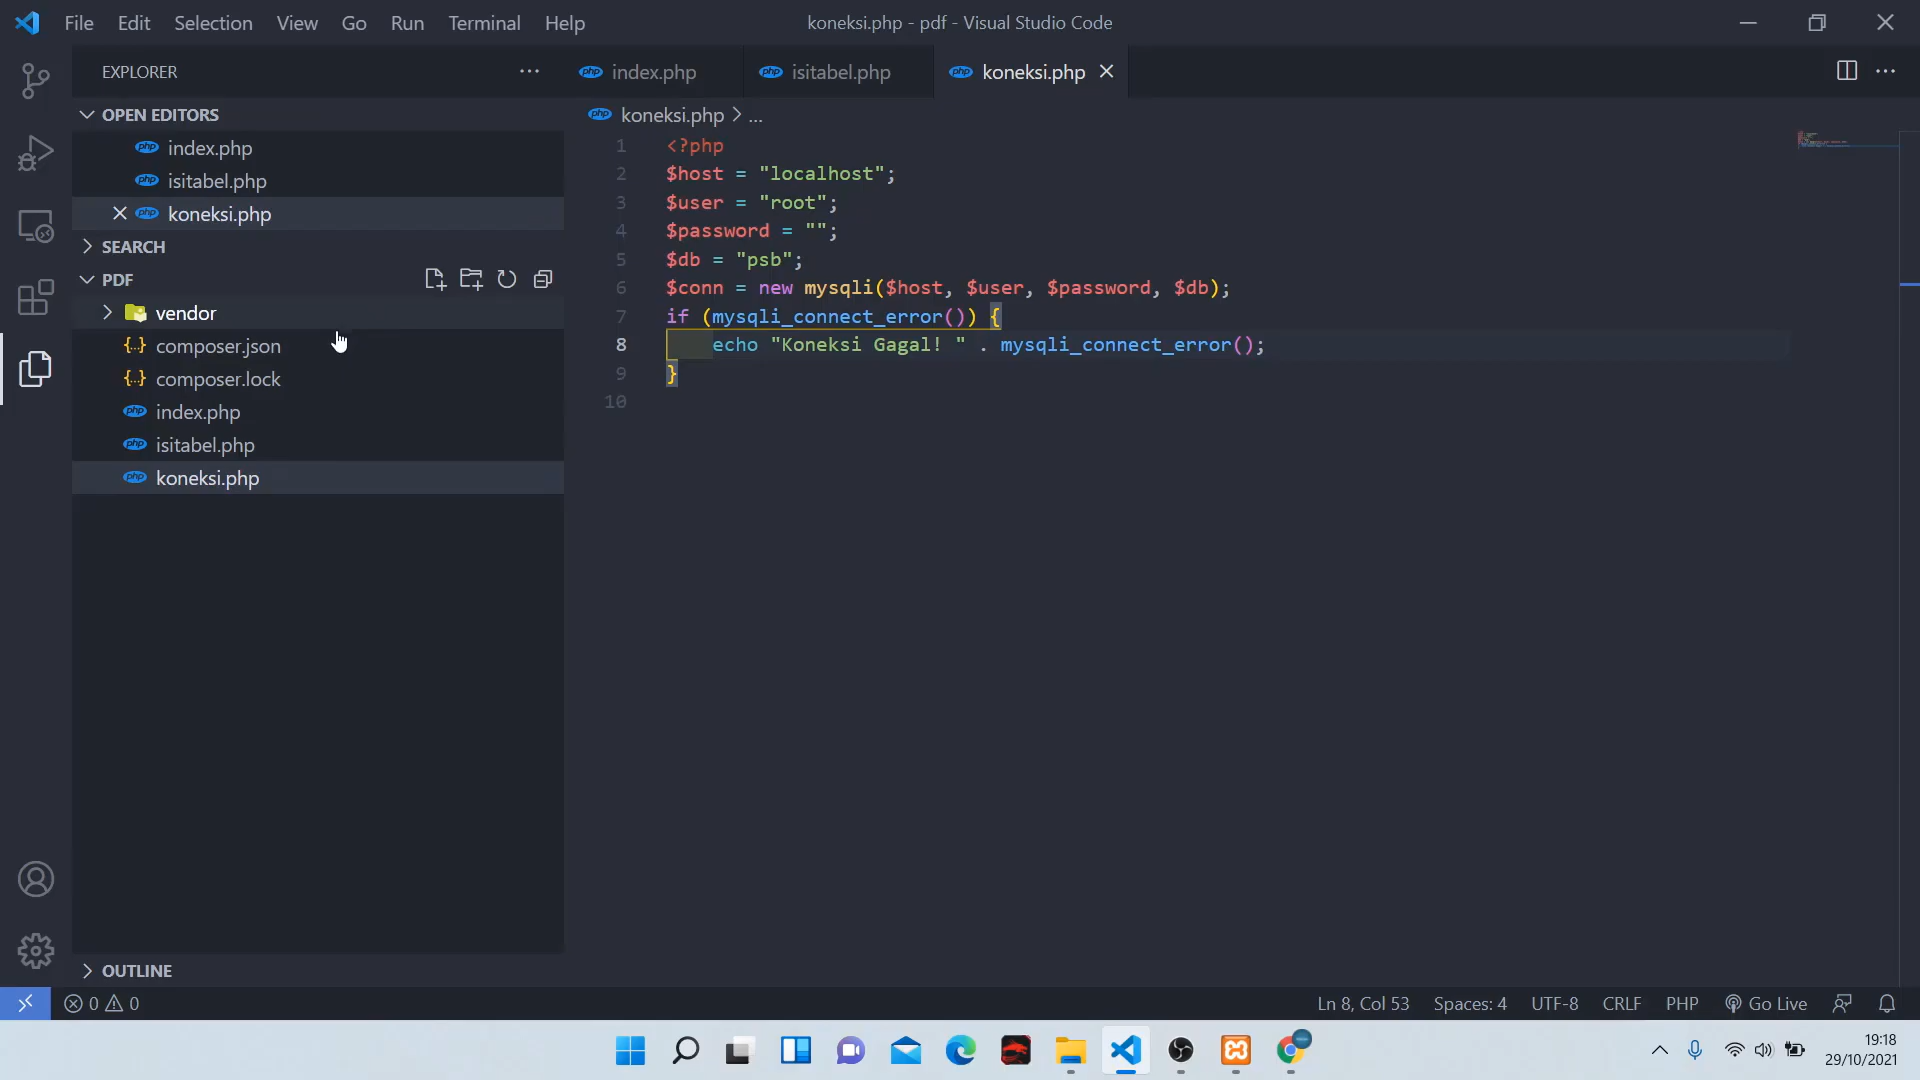 File Edit Selection View Go Run Terminal Help
koneksi.php - pdf - Visual Studio Code
EXPLORER
OPEN EDITORS
index.php
isitabel.php
koneksi.php
SEARCH
PDF
vendor
composer.json
composer.lock
index.php
isitabel.php
koneksi.php
OUTLINE
index.php isitabel.php koneksi.php
koneksi.php > ...
1 <?php
2 $host = "localhost";
3 $user = "root";
4 $password = "";
5 $db = "psb";
6 $conn = new mysqli($host, $user, $password, $db);
7 if (mysqli_connect_error()) {
8 echo "Koneksi Gagal! " . mysqli_connect_error();
9 }
10
0 0
Ln 8, Col 53 Spaces: 4 UTF-8 CRLF PHP Go Live
19:18
29/10/2021